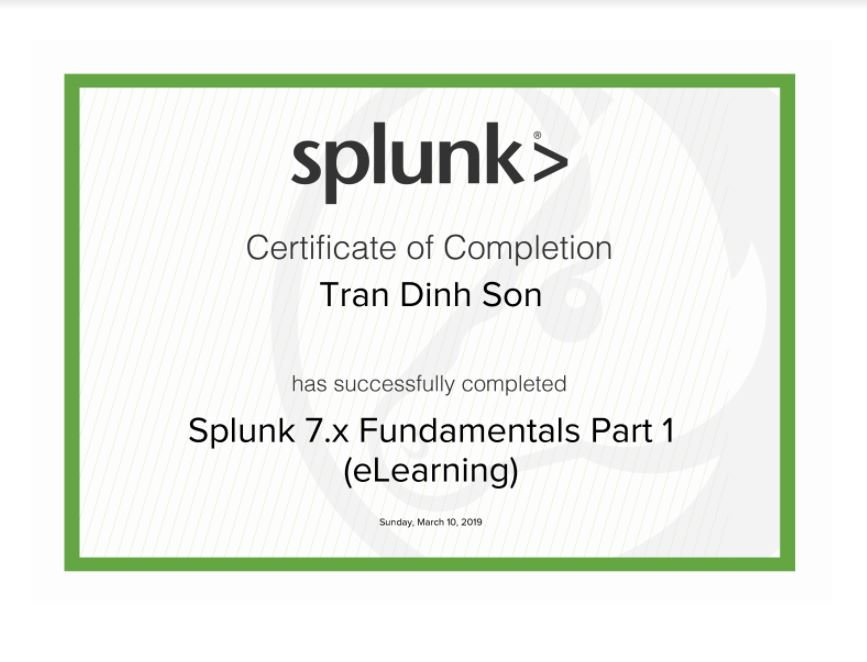 splunk>®
Certificate of Completion
Tran Dinh Son
has successfully completed
Splunk 7.x Fundamentals Part 1
(eLearning)
Sunday, March 10, 2019